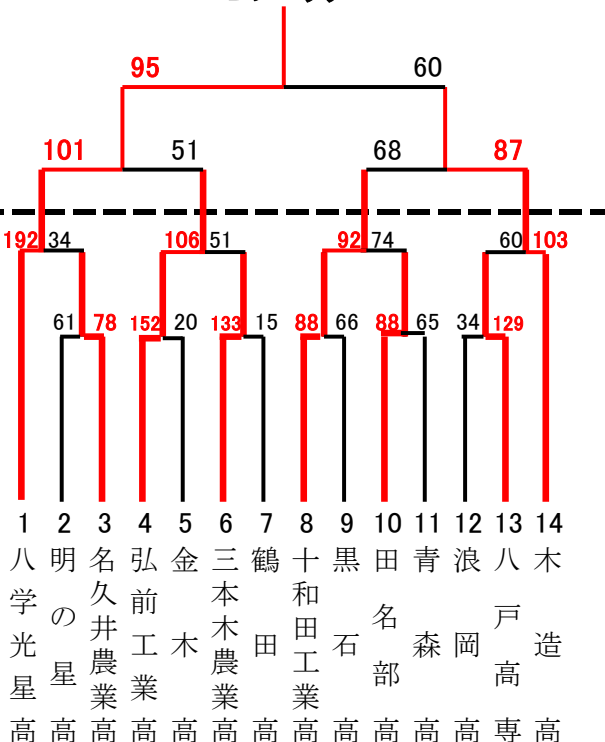 95 60
101 51 68 87
192 34 106 51 92 74 60 103
61 78 152 20 133 15 88 66 88 65 34 129
1 2 3 4 5 6 7 8 9 10 11 12 13 14
八学光星高
明の星高
名久井農業高
弘前工業高
金木高
三本木農業高
鶴田高
十和田工業高
黒石高
田名部高
青森高
浪岡高
八戸高専
木造高